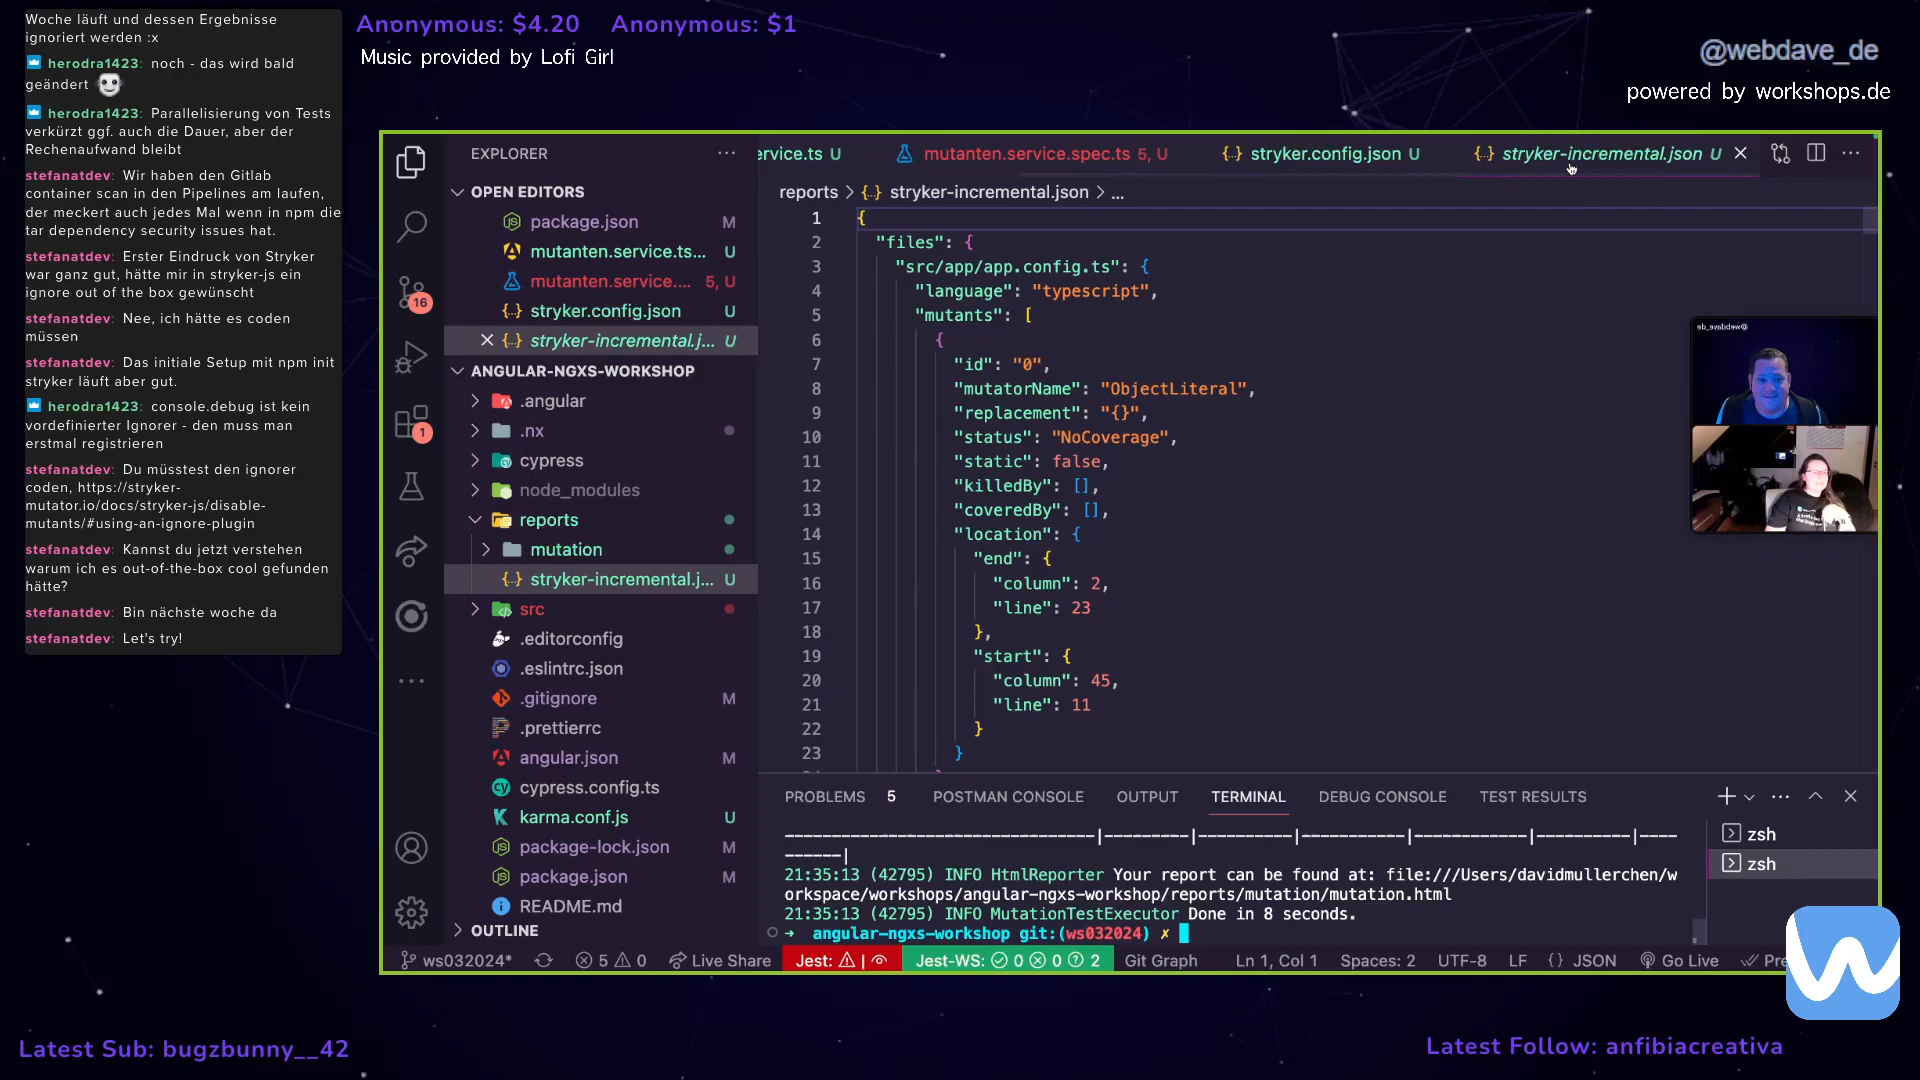 Woche läuft und dessen Ergebnisse
ignoriert werden :x
herodra1423: noch - das wird bald
geändert
herodra1423: Parallelisierung von Tests
verkürzt ggf. auch die Dauer, aber der
Rechenaufwand bleibt
stefanatdev: Wir haben den Gitlab
container scan in den Pipelines am laufen,
der meckert auch jedes Mal wenn in npm die
tar dependency security issues hat.
stefanatdev: Erster Eindruck von Stryker
war ganz gut, hätte mir in stryker-js ein
ignore out of the box gewünscht
stefanatdev: Nee, ich hätte es coden
müssen
stefanatdev: Das initiale Setup mit npm init
stryker läuft aber gut.
herodra1423: console.debug ist kein
vordefinierter Ignorer - den muss man
erstmal registrieren
stefanatdev: Du müsstest den ignorer
coden, https://stryker-
mutator.io/docs/stryker-js/disable-
mutants/#using-an-ignore-plugin
stefanatdev: Kannst du jetzt verstehen
warum ich es out-of-the-box cool gefunden
hätte?
stefanatdev: Bin nächste woche da
stefanatdev: Let's try!
Anonymous: $4.20 Anonymous: $1
Music provided by Lofi Girl
@webdave_de
powered by workshops.de
16
1
EXPLORER
OPEN EDITORS
package.json M
mutanten.service.ts... U
mutanten.service.... 5, U
stryker.config.json U
stryker-incremental.j... U
ANGULAR-NGXS-WORKSHOP
.angular
.nx
cypress
node_modules
reports
mutation
stryker-incremental.j... U
src
.editorconfig
.eslintrc.json
.gitignore M
.prettierrc
angular.json M
cypress.config.ts
karma.conf.js U
package-lock.json M
package.json M
README.md
OUTLINE
ervice.ts U mutanten.service.spec.ts 5, U stryker.config.json U stryker-incremental.json U
reports > stryker-incremental.json > ...
1 {
2 "files": {
3 "src/app/app.config.ts": {
4 "language": "typescript",
5 "mutants": [
6 {
7 "id": "0",
8 "mutatorName": "ObjectLiteral",
9 "replacement": "{}",
10 "status": "NoCoverage",
11 "static": false,
12 "killedBy": [],
13 "coveredBy": [],
14 "location": {
15 "end": {
16 "column": 2,
17 "line": 23
18 },
19 "start": {
20 "column": 45,
21 "line": 11
22 }
23 }
@webdave_de
PROBLEMS 5 POSTMAN CONSOLE OUTPUT TERMINAL DEBUG CONSOLE TEST RESULTS
21:35:13 (42795) INFO HtmlReporter Your report can be found at: file:///Users/davidmullerchen/w
orkspace/workshops/angular-ngxs-workshop/reports/mutation/mutation.html
21:35:13 (42795) INFO MutationTestExecutor Done in 8 seconds.
→ angular-ngxs-workshop git:(ws032024) ✗
zsh
zsh
ws032024* 5 0 Live Share Jest: Jest-WS: 0 0 2 Git Graph Ln 1, Col 1 Spaces: 2 UTF-8 LF {} JSON Go Live Pre
Latest Sub: bugzbunny__42
Latest Follow: anfibiacreativa